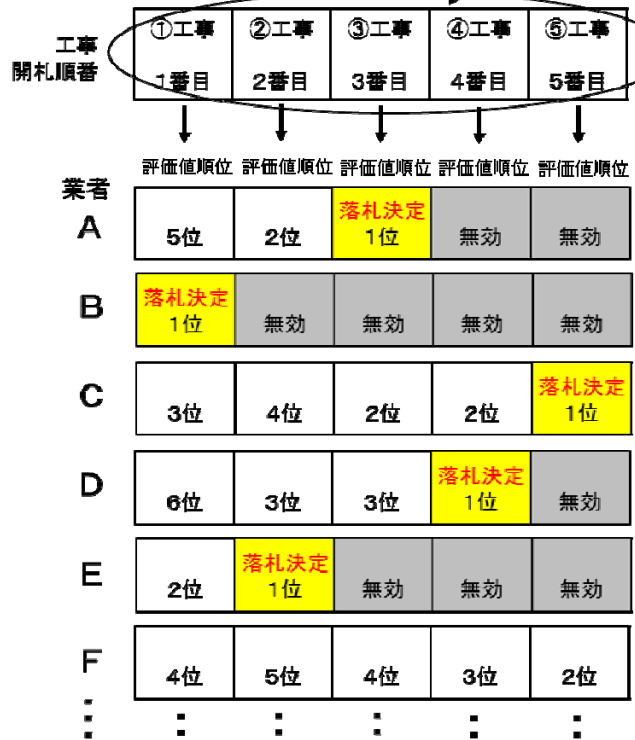 ①工事 ②工事 ③工事 ④工事 ⑤工事
工事
開札順番
1番目 2番目 3番目 4番目 5番目
評価値順位 評価値順位 評価値順位 評価値順位 評価値順位
業者
落札決定
A 5位 2位 1位 無効 無効
落札決定
B 1位 無効 無効 無効 無効
落札決定
C 3位 4位 2位 2位 1位
落札決定
D 6位 3位 3位 1位 無効
落札決定
E 2位 1位 無効 無効 無効
F 4位 5位 4位 3位 2位